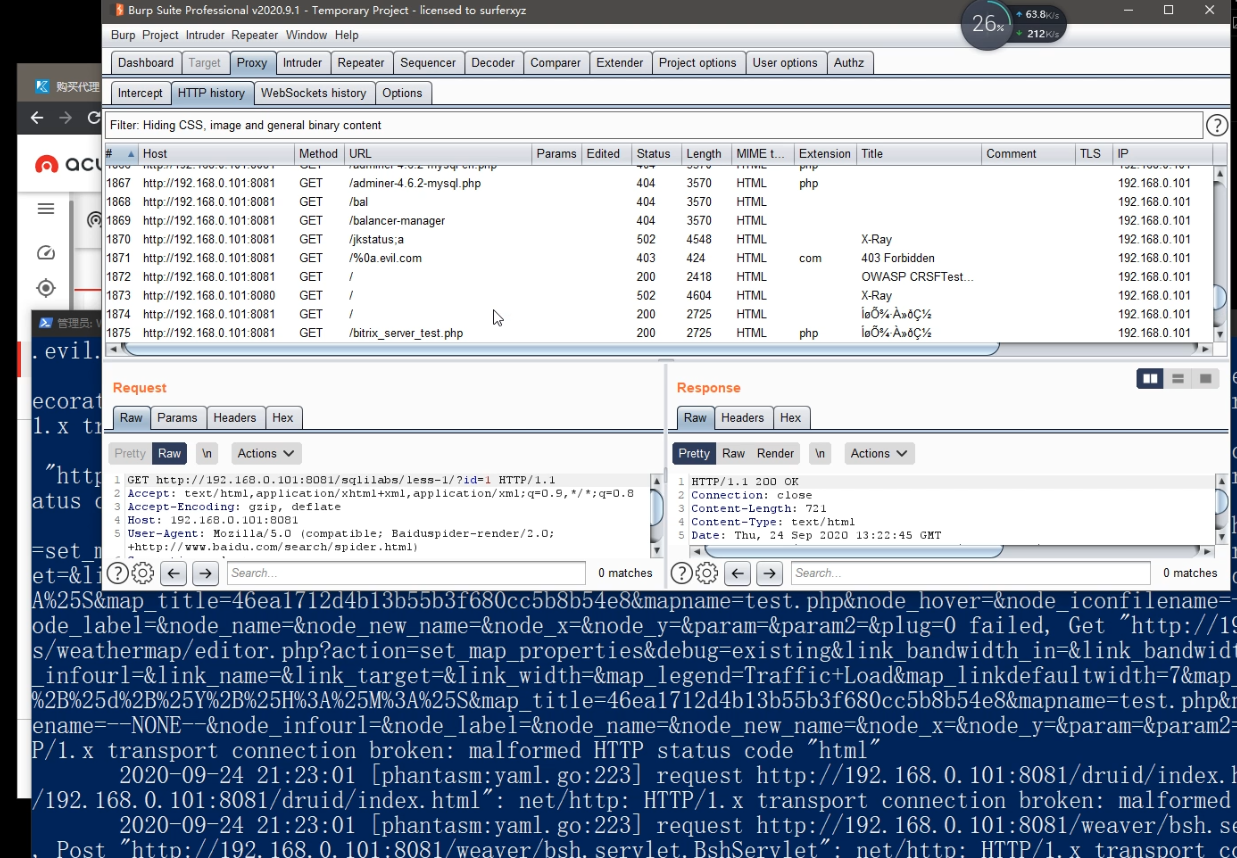 Burp Suite Professional v2020.9.1 - Temporary Project - licensed to surferxyz
26%
63.8K/s
212K/s
Burp Project Intruder Repeater Window Help
Dashboard Target Proxy Intruder Repeater Sequencer Decoder Comparer Extender Project options User options Authz
购买代理
Intercept HTTP history WebSockets history Options
Filter: Hiding CSS, image and general binary content
# Host Method URL Params Edited Status Length MIME t... Extension Title Comment TLS IP
1867 http://192.168.0.101:8081 GET /adminer-4.6.2-mysql.php 404 3570 HTML php 192.168.0.101
1868 http://192.168.0.101:8081 GET /bal 404 3570 HTML 192.168.0.101
1869 http://192.168.0.101:8081 GET /balancer-manager 404 3570 HTML 192.168.0.101
1870 http://192.168.0.101:8081 GET /jkstatus;a 502 4548 HTML X-Ray 192.168.0.101
1871 http://192.168.0.101:8081 GET /%0a.evil.com 403 424 HTML com 403 Forbidden 192.168.0.101
1872 http://192.168.0.101:8081 GET / 200 2418 HTML OWASP CRSFTest... 192.168.0.101
1873 http://192.168.0.101:8080 GET / 502 4604 HTML X-Ray 192.168.0.101
1874 http://192.168.0.101:8081 GET / 200 2725 HTML ÌøÕ¾·À»ðÇ½ 192.168.0.101
1875 http://192.168.0.101:8081 GET /bitrix_server_test.php 200 2725 HTML php ÌøÕ¾·À»ðÇ½ 192.168.0.101
acu
管理员:
.evil.
ecorat
l.x tr
"http
atus c
=set_m
et=&li
Request
Raw Params Headers Hex
Pretty Raw \n Actions
1 GET http://192.168.0.101:8081/sqlilabs/less-1/?id=1 HTTP/1.1
2 Accept: text/html,application/xhtml+xml,application/xml;q=0.9,*/*;q=0.8
3 Accept-Encoding: gzip, deflate
4 Host: 192.168.0.101:8081
5 User-Agent: Mozilla/5.0 (compatible; Baiduspider-render/2.0;
+http://www.baidu.com/search/spider.html)
Search... 0 matches
Response
Raw Headers Hex
Pretty Raw Render \n Actions
1 HTTP/1.1 200 OK
2 Connection: close
3 Content-Length: 721
4 Content-Type: text/html
5 Date: Thu, 24 Sep 2020 13:22:45 GMT
Search... 0 matches
A%25S&map_title=46ea1712d4b13b55b3f680cc5b8b54e8&mapname=test.php&node_hover=&node_iconfilename=-
ode_label=&node_name=&node_new_name=&node_x=&node_y=&param=&param2=&plug=0 failed, Get "http://19
s/weathermap/editor.php?action=set_map_properties&debug=existing&link_bandwidth_in=&link_bandwidt
_infourl=&link_name=&link_target=&link_width=&map_legend=Traffic+Load&map_linkdefaultwidth=7&map_
%2B%25d%2B%25Y%2B%25H%3A%25M%3A%25S&map_title=46ea1712d4b13b55b3f680cc5b8b54e8&mapname=test.php&n
ename=--NONE--&node_infourl=&node_label=&node_name=&node_new_name=&node_x=&node_y=&param=&param2=
P/1.x transport connection broken: malformed HTTP status code "html"
2020-09-24 21:23:01 [phantasm:yaml.go:223] request http://192.168.0.101:8081/druid/index.h
/192.168.0.101:8081/druid/index.html": net/http: HTTP/1.x transport connection broken: malformed
2020-09-24 21:23:01 [phantasm:yaml.go:223] request http://192.168.0.101:8081/weaver/bsh.se
, Post "http://192.168.0.101:8081/weaver/bsh.servlet.BshServlet": net/http: HTTP/1.x transport co